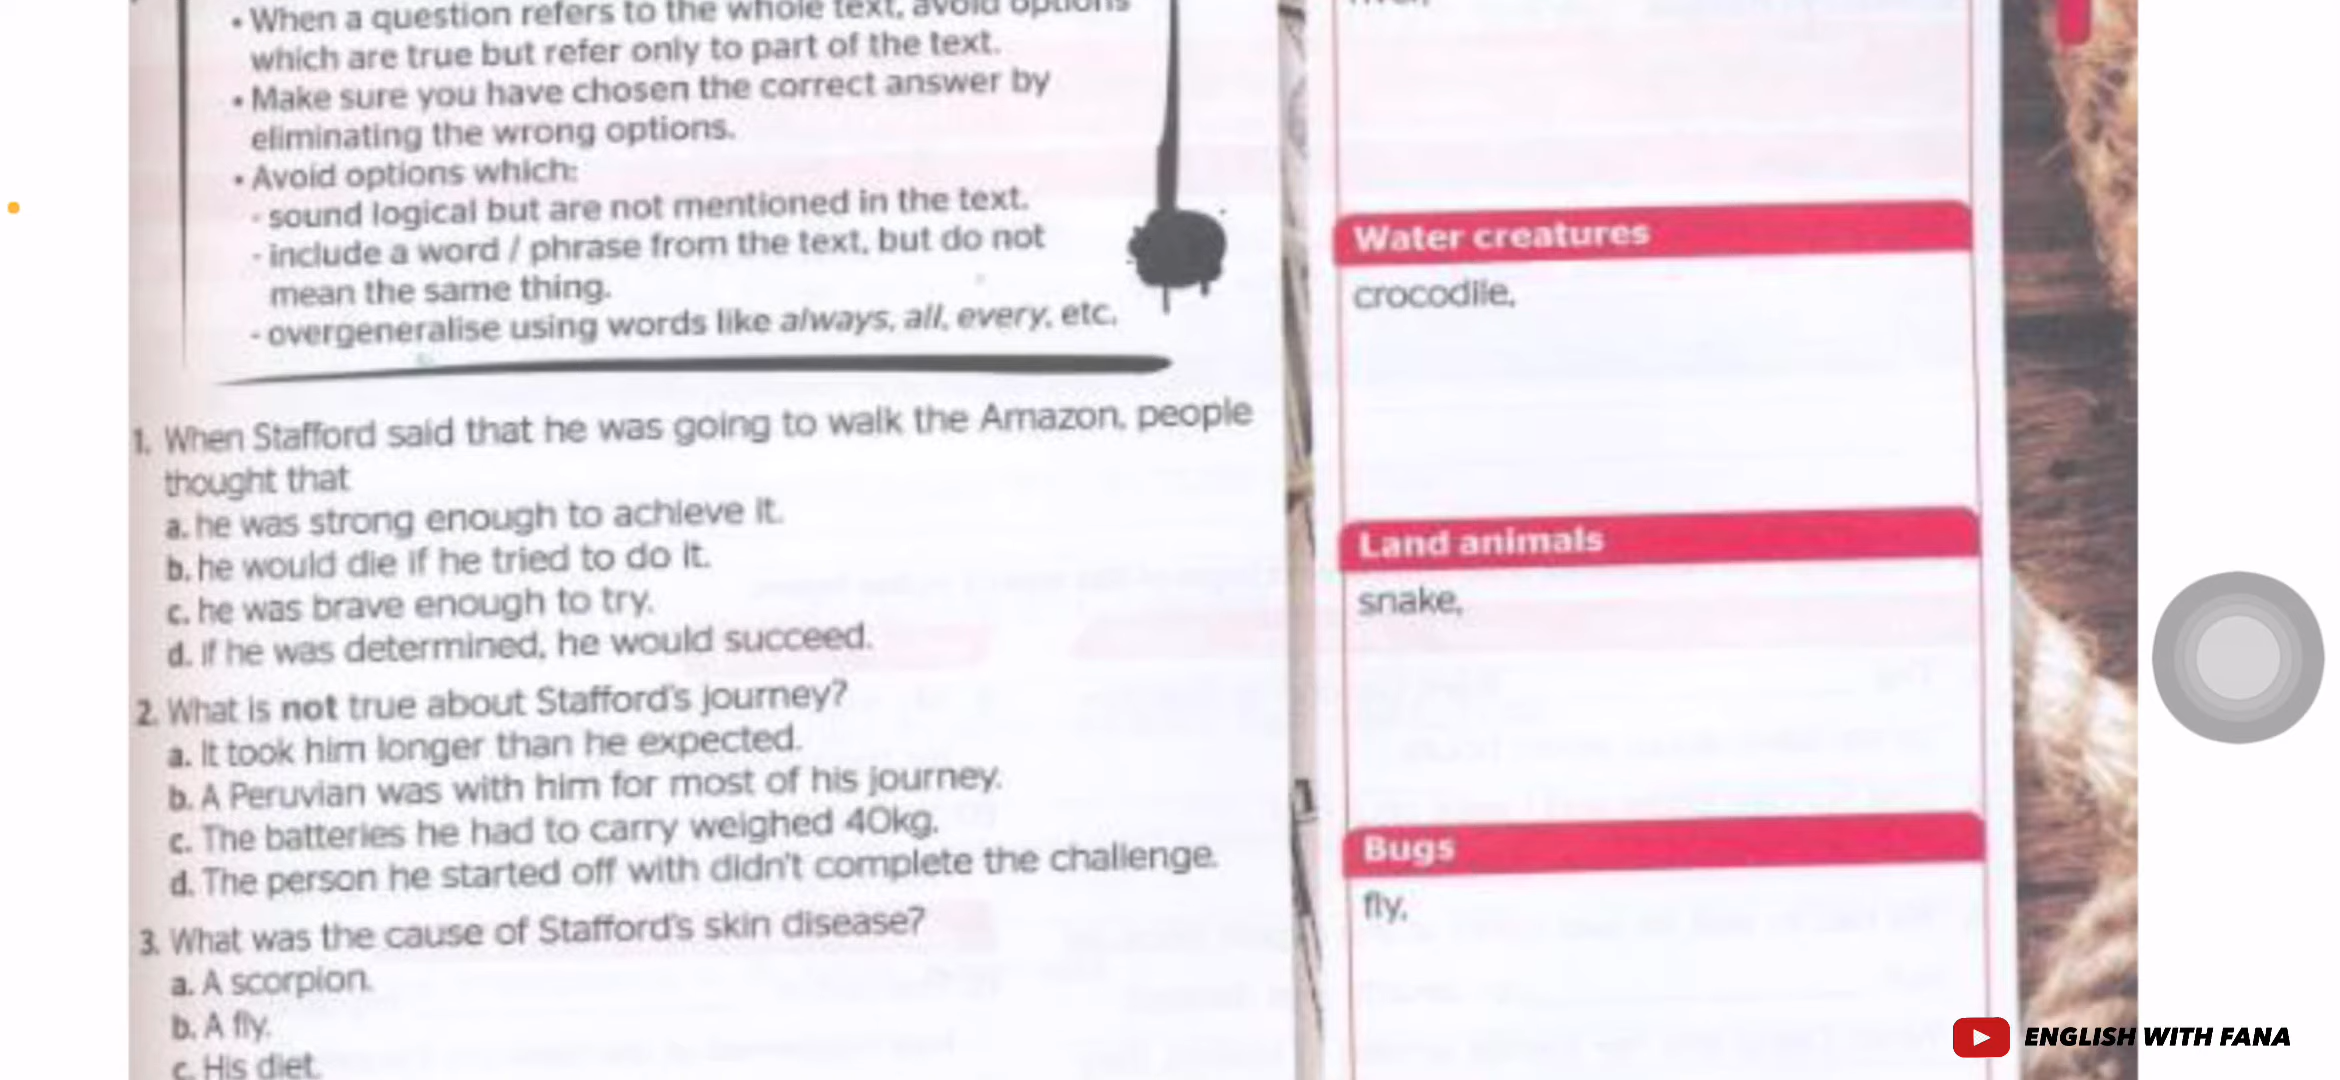 • When a question refers to the whole text, avoid options
which are true but refer only to part of the text.
• Make sure you have chosen the correct answer by
eliminating the wrong options.
• Avoid options which:
- sound logical but are not mentioned in the text.
- include a word / phrase from the text, but do not
mean the same thing.
- overgeneralise using words like always, all, every, etc.
1. When Stafford said that he was going to walk the Amazon, people
thought that
a. he was strong enough to achieve it.
b. he would die if he tried to do it.
c. he was brave enough to try.
d. if he was determined, he would succeed.
2. What is not true about Stafford's journey?
a. It took him longer than he expected.
b. A Peruvian was with him for most of his journey.
c. The batteries he had to carry weighed 40kg.
d. The person he started off with didn't complete the challenge.
3. What was the cause of Stafford's skin disease?
a. A scorpion.
b. A fly.
c. His diet.
Water creatures
crocodile,
Land animals
snake,
Bugs
fly,
ENGLISH WITH FANA